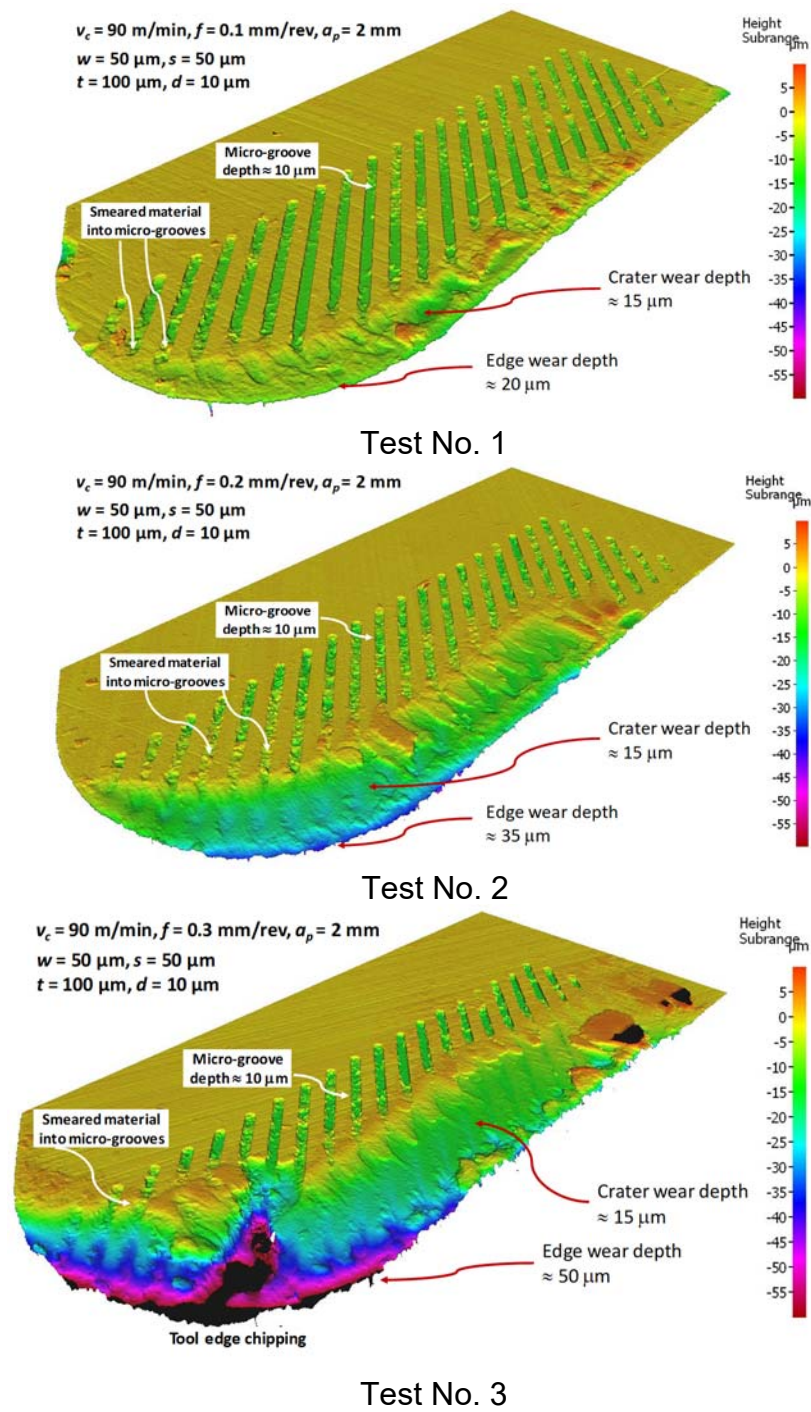 v_c = 90 m/min, f = 0.1 mm/rev, a_p = 2 mm
w = 50 μm, s = 50 μm
t = 100 μm, d = 10 μm
Height
Subrange
μm
5
0
-5
-10
-15
-20
-25
-30
-35
-40
-45
-50
-55
Micro-groove
depth ≈ 10 μm
Smeared material
into micro-grooves
Crater wear depth
≈ 15 μm
Edge wear depth
≈ 20 μm
Test No. 1
v_c = 90 m/min, f = 0.2 mm/rev, a_p = 2 mm
w = 50 μm, s = 50 μm
t = 100 μm, d = 10 μm
Height
Subrange
μm
5
0
-5
-10
-15
-20
-25
-30
-35
-40
-45
-50
-55
Micro-groove
depth ≈ 10 μm
Smeared material
into micro-grooves
Crater wear depth
≈ 15 μm
Edge wear depth
≈ 35 μm
Test No. 2
v_c = 90 m/min, f = 0.3 mm/rev, a_p = 2 mm
w = 50 μm, s = 50 μm
t = 100 μm, d = 10 μm
Height
Subrange
μm
5
0
-5
-10
-15
-20
-25
-30
-35
-40
-45
-50
-55
Micro-groove
depth ≈ 10 μm
Smeared material
into micro-grooves
Crater wear depth
≈ 15 μm
Edge wear depth
≈ 50 μm
Tool edge chipping
Test No. 3